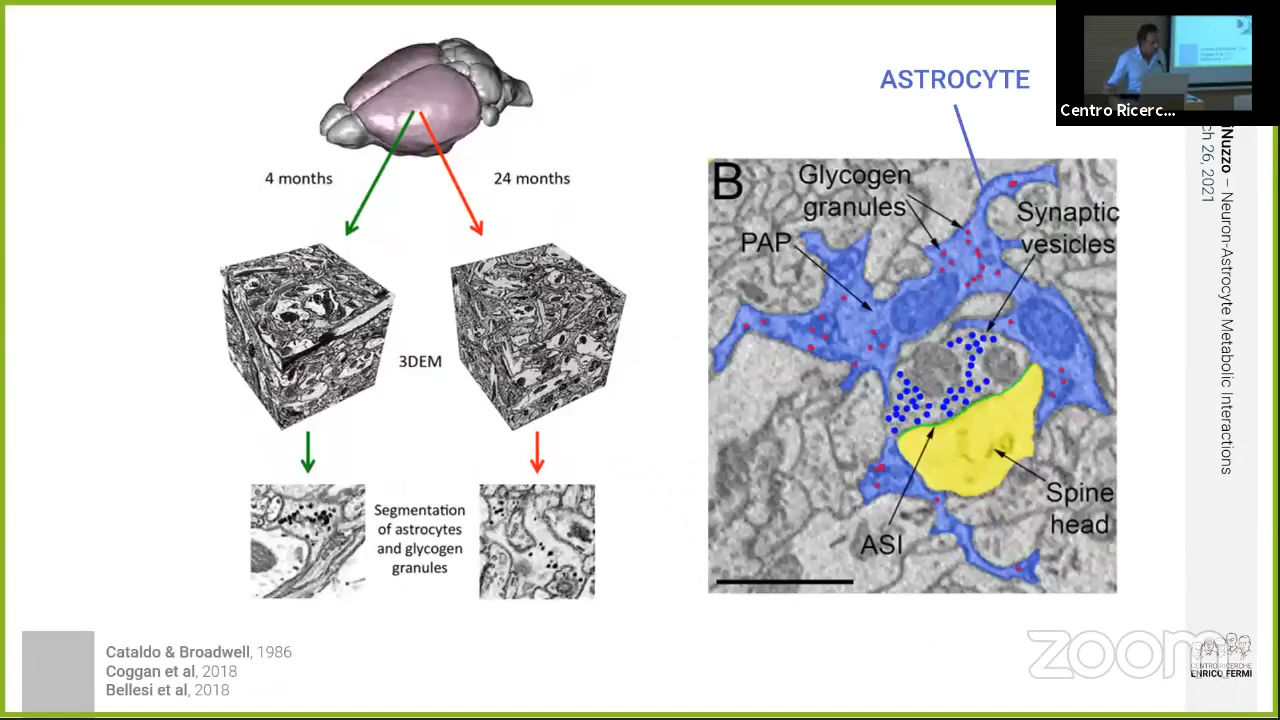 ASTROCYTE
Centro Ricerc...
4 months
24 months
3DEM
Segmentation
of astrocytes
and glycogen
granules
B
Glycogen
granules
Synaptic
vesicles
PAP
ASI
Spine
head
Cataldo & Broadwell, 1986
Coggan et al, 2018
Bellesi et al, 2018
iNuzzo – Neuron-Astrocyte Metabolic Interactions
ch 26, 2021
zoom
CENTRO RICERCHE
ENRICO FERMI